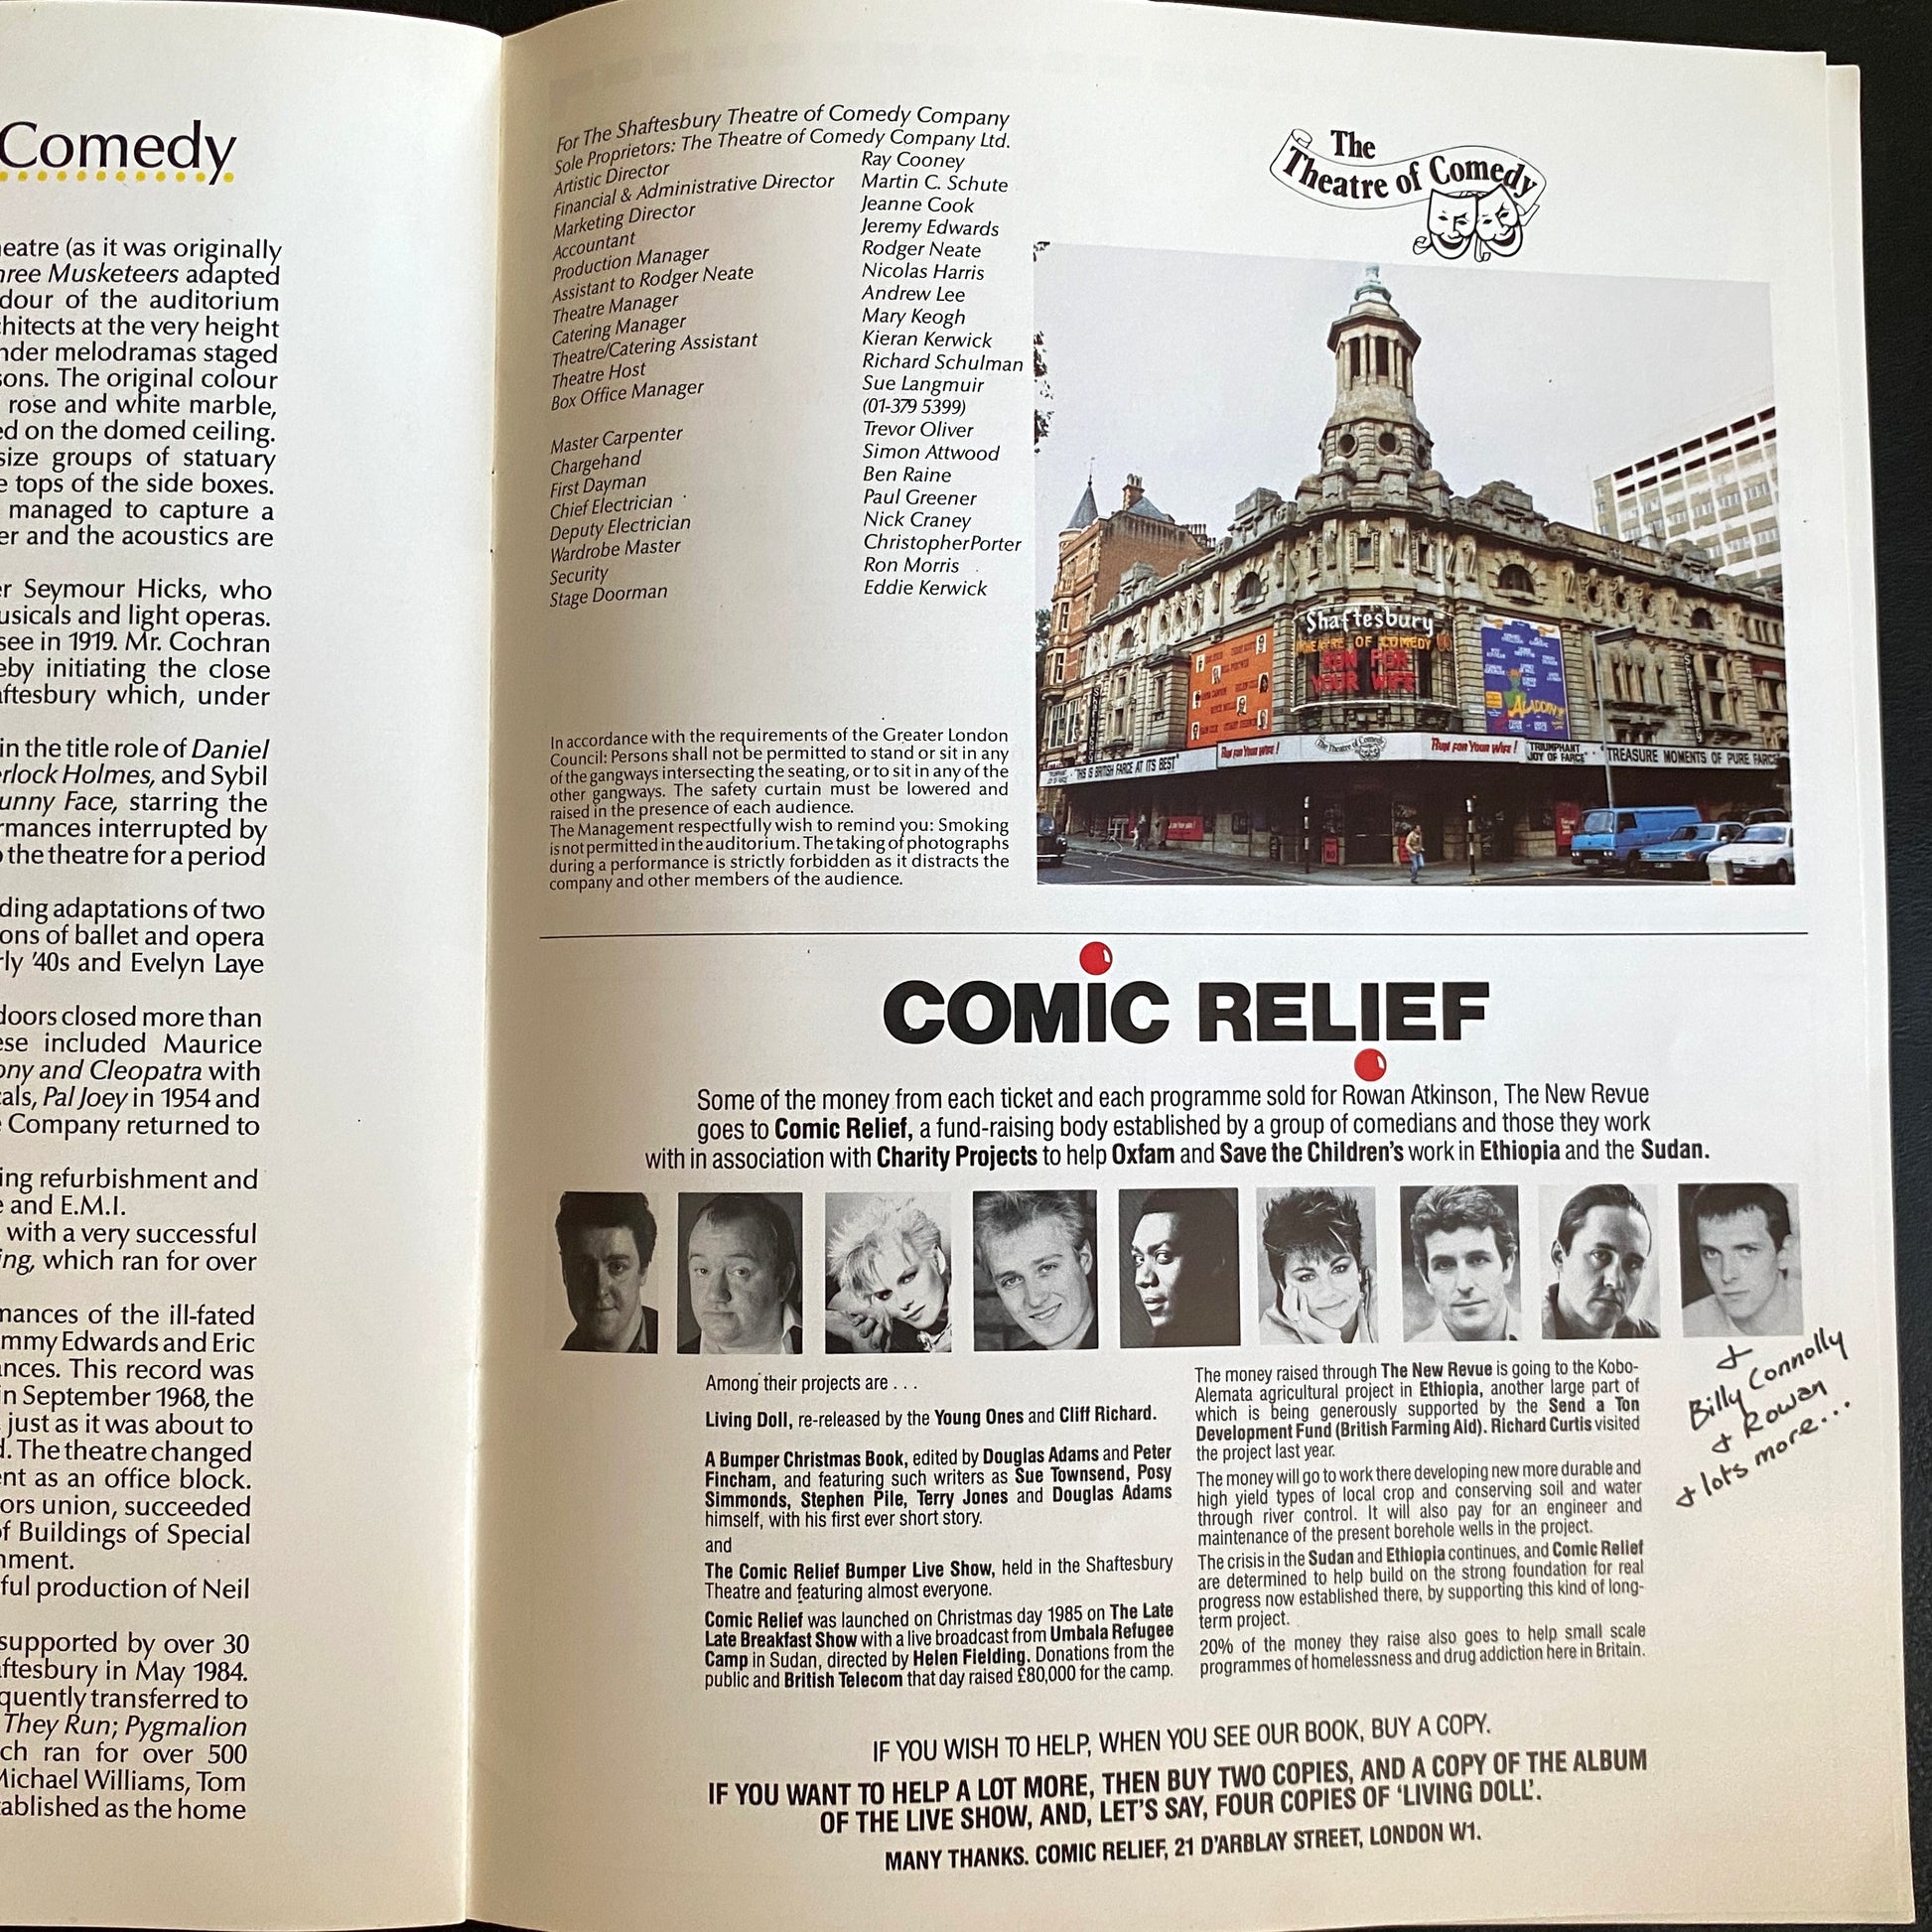 Comedy
heatre (as it was originally
hree Musketeers adapted
dour of the auditorium
hitects at the very height
nder melodramas staged
sons. The original colour
rose and white marble,
ed on the domed ceiling.
size groups of statuary
e tops of the side boxes.
managed to capture a
er and the acoustics are
er Seymour Hicks, who
usicals and light operas.
see in 1919. Mr. Cochran
eby initiating the close
aftesbury which, under
in the title role of Daniel
erlock Holmes, and Sybil
unny Face, starring the
rmances interrupted by
o the theatre for a period
ding adaptations of two
ons of ballet and opera
rly '40s and Evelyn Laye
doors closed more than
ese included Maurice
ony and Cleopatra with
als, Pal Joey in 1954 and
Company returned to
ing refurbishment and
e and E.M.I.
with a very successful
ing, which ran for over
nances of the ill-fated
mmy Edwards and Eric
ances. This record was
in September 1968, the
just as it was about to
d. The theatre changed
ent as an office block.
ors union, succeeded
of Buildings of Special
nment.
ful production of Neil
supported by over 30
aftesbury in May 1984.
quently transferred to
They Run; Pygmalion
ch ran for over 500
Michael Williams, Tom
ablished as the home
For The Shaftesbury Theatre of Comedy Company
Sole Proprietors: The Theatre of Comedy Company Ltd.
Artistic Director Ray Cooney
Financial & Administrative Director Martin C. Schute
Marketing Director Jeanne Cook
Accountant Jeremy Edwards
Production Manager Rodger Neate
Assistant to Rodger Neate Nicolas Harris
Theatre Manager Andrew Lee
Catering Manager Mary Keogh
Theatre/Catering Assistant Kieran Kerwick
Theatre Host Richard Schulman
Box Office Manager Sue Langmuir
(01-379 5399)
Master Carpenter Trevor Oliver
Chargehand Simon Attwood
First Dayman Ben Raine
Chief Electrician Paul Greener
Deputy Electrician Nick Craney
Wardrobe Master Christopher Porter
Security Ron Morris
Stage Doorman Eddie Kerwick
In accordance with the requirements of the Greater London
Council: Persons shall not be permitted to stand or sit in any
of the gangways intersecting the seating, or to sit in any of the
other gangways. The safety curtain must be lowered and
raised in the presence of each audience.
The Management respectfully wish to remind you: Smoking
is not permitted in the auditorium. The taking of photographs
during a performance is strictly forbidden as it distracts the
company and other members of the audience.
The
Theatre of Comedy
Shaftesbury
THEATRE OF COMEDY
RUN FOR
YOUR WIFE
ALADDIN
"THIS IS BRITISH FARCE AT ITS BEST"
Run for Your Wife!
The Theatre of Comedy
Run for Your Wife!
"TRIUMPHANT
JOY OF FARCE"
"TREASURE MOMENTS OF PURE FARCE
COMIC RELIEF
Some of the money from each ticket and each programme sold for Rowan Atkinson, The New Revue
goes to Comic Relief, a fund-raising body established by a group of comedians and those they work
with in association with Charity Projects to help Oxfam and Save the Children's work in Ethiopia and the Sudan.
Among their projects are . . .
Living Doll, re-released by the Young Ones and Cliff Richard.
A Bumper Christmas Book, edited by Douglas Adams and Peter
Fincham, and featuring such writers as Sue Townsend, Posy
Simmonds, Stephen Pile, Terry Jones and Douglas Adams
himself, with his first ever short story.
and
The Comic Relief Bumper Live Show, held in the Shaftesbury
Theatre and featuring almost everyone.
Comic Relief was launched on Christmas day 1985 on The Late
Late Breakfast Show with a live broadcast from Umbala Refugee
Camp in Sudan, directed by Helen Fielding. Donations from the
public and British Telecom that day raised £80,000 for the camp.
The money raised through The New Revue is going to the Kobo-
Alemata agricultural project in Ethiopia, another large part of
which is being generously supported by the Send a Ton
Development Fund (British Farming Aid). Richard Curtis visited
the project last year.
The money will go to work there developing new more durable and
high yield types of local crop and conserving soil and water
through river control. It will also pay for an engineer and
maintenance of the present borehole wells in the project.
The crisis in the Sudan and Ethiopia continues, and Comic Relief
are determined to help build on the strong foundation for real
progress now established there, by supporting this kind of long-
term project.
20% of the money they raise also goes to help small scale
programmes of homelessness and drug addiction here in Britain.
+
Billy Connolly
+ Rowan
+ lots more...
IF YOU WISH TO HELP, WHEN YOU SEE OUR BOOK, BUY A COPY.
IF YOU WANT TO HELP A LOT MORE, THEN BUY TWO COPIES, AND A COPY OF THE ALBUM
OF THE LIVE SHOW, AND, LET'S SAY, FOUR COPIES OF 'LIVING DOLL'.
MANY THANKS. COMIC RELIEF, 21 D'ARBLAY STREET, LONDON W1.